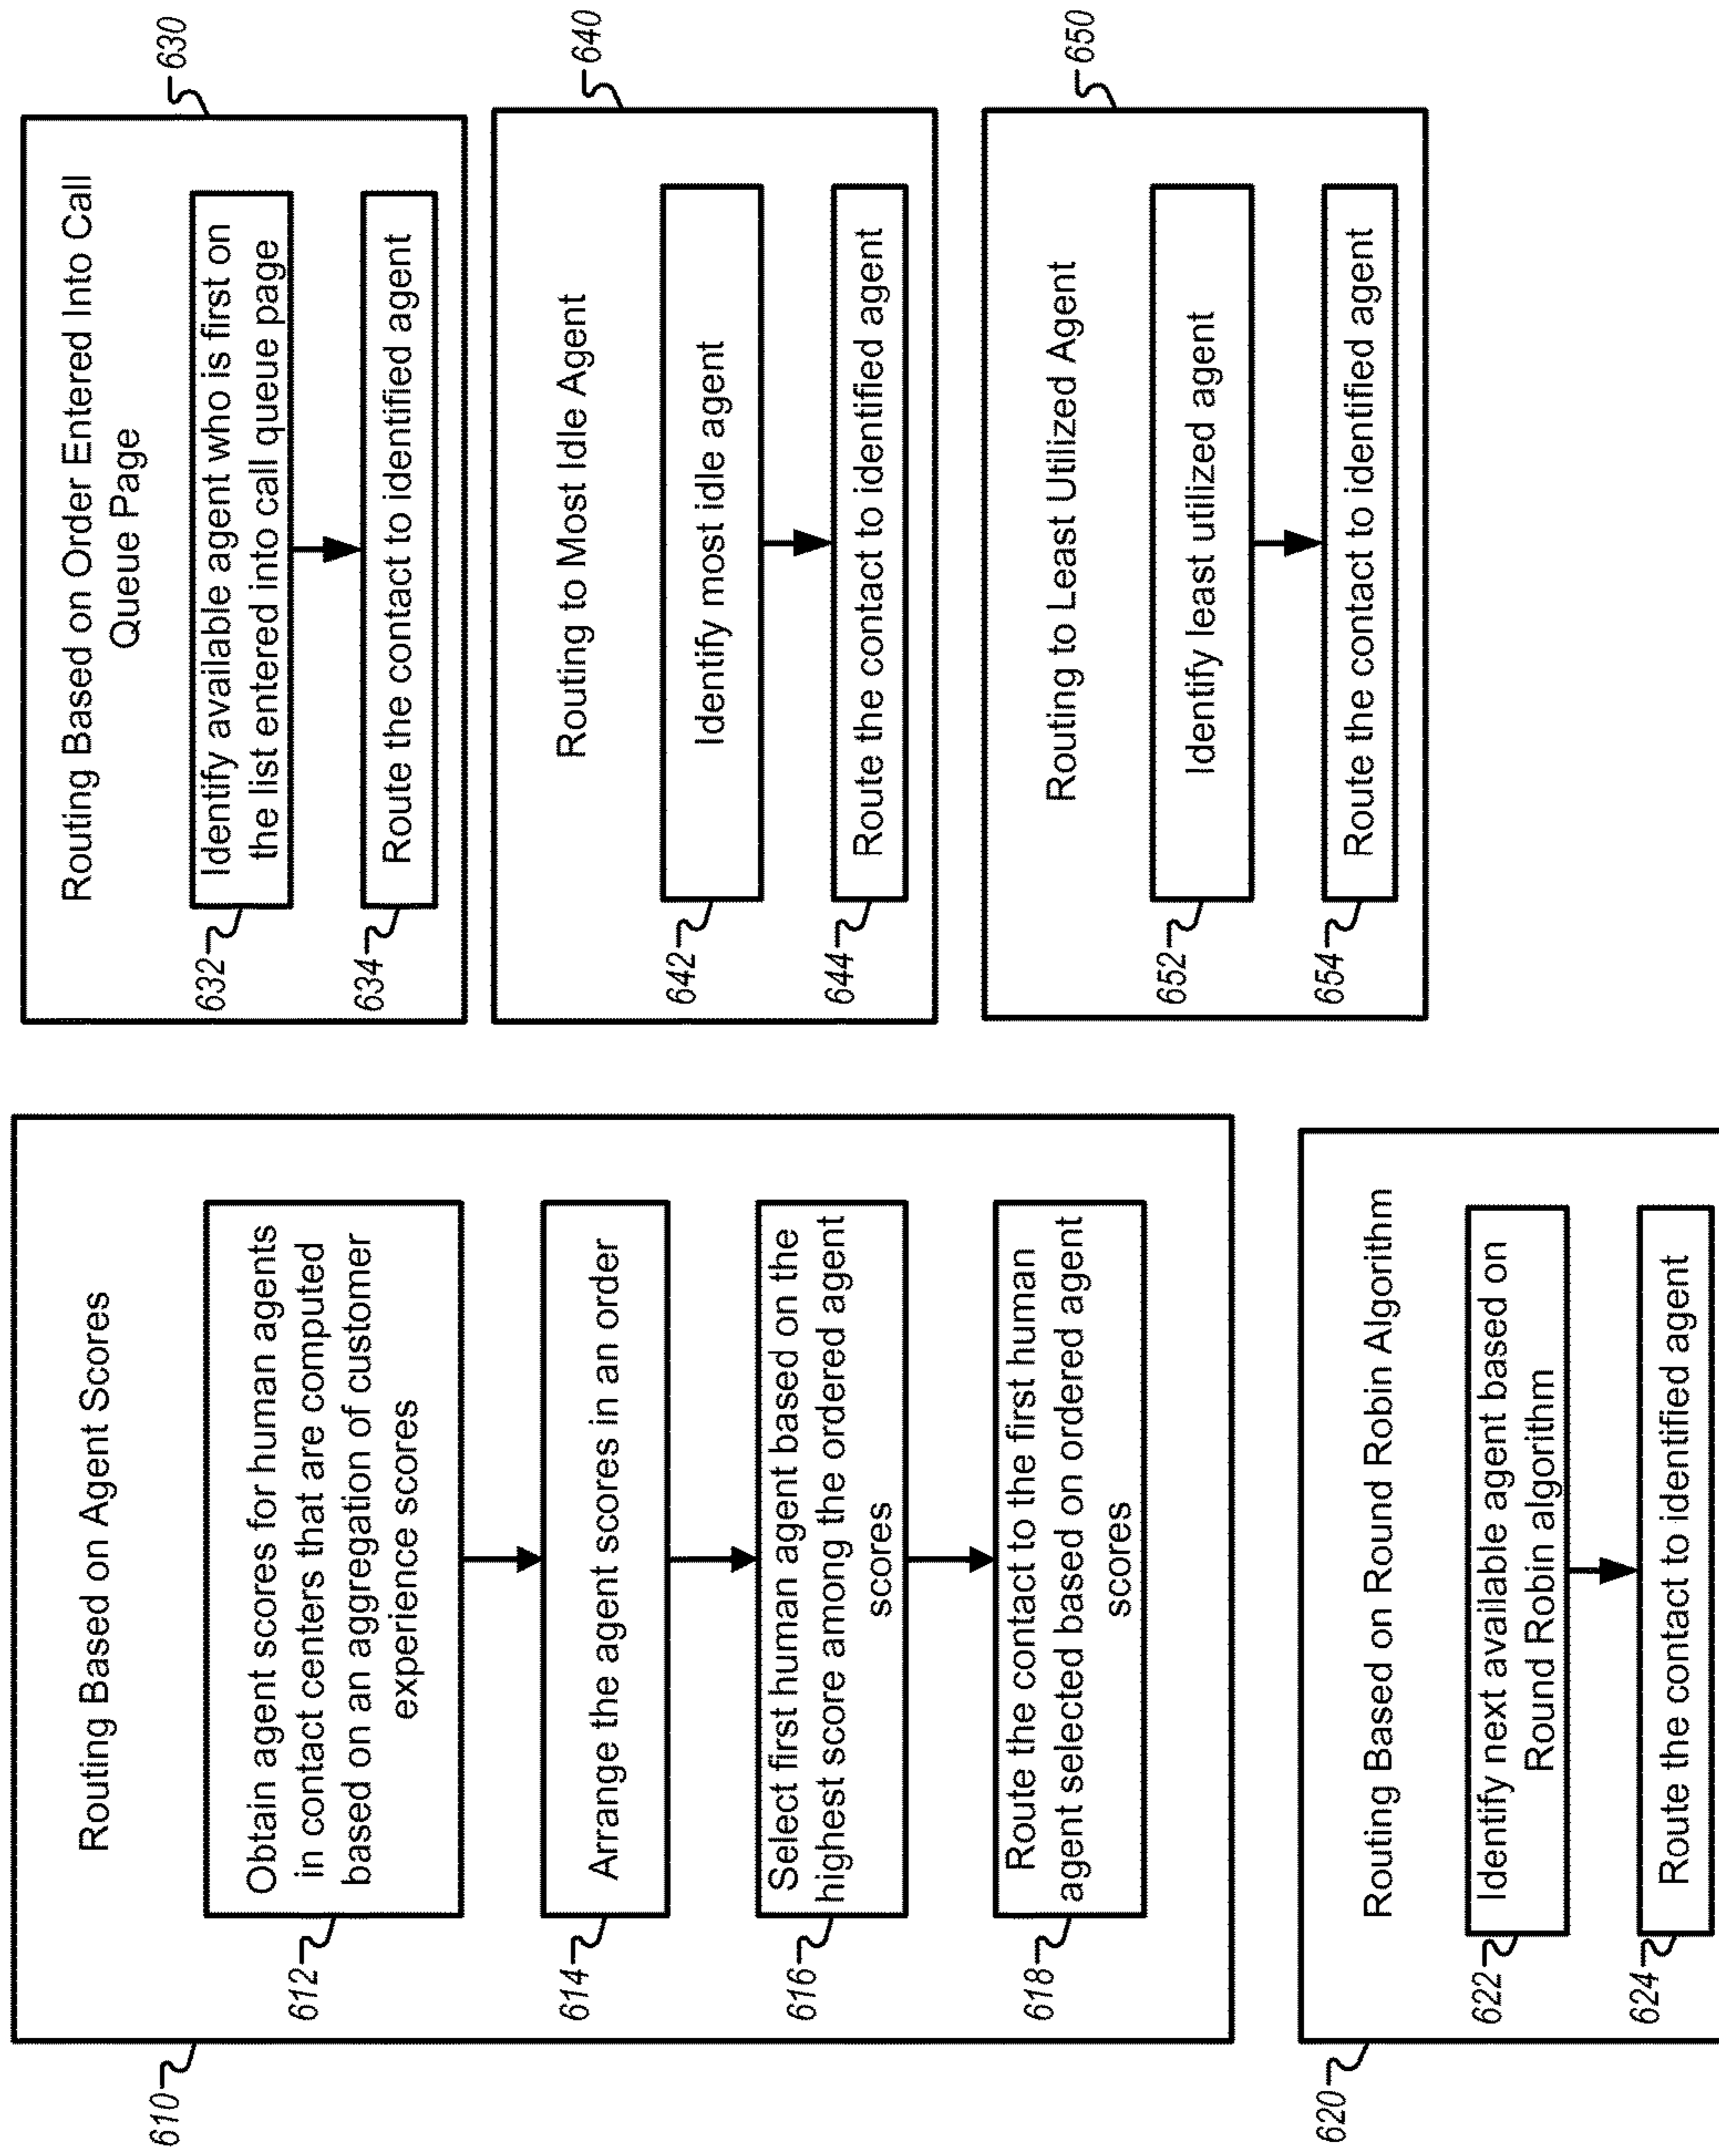 610
Routing Based on Agent Scores
612
Obtain agent scores for human agents
in contact centers that are computed
based on an aggregation of customer
experience scores
614
Arrange the agent scores in an order
616
Select first human agent based on the
highest score among the ordered agent
scores
618
Route the contact to the first human
agent selected based on ordered agent
scores
620
Routing Based on Round Robin Algorithm
622
Identify next available agent based on
Round Robin algorithm
624
Route the contact to identified agent
630
Routing Based on Order Entered Into Call
Queue Page
632
Identify available agent who is first on
the list entered into call queue page
634
Route the contact to identified agent
640
Routing to Most Idle Agent
642
Identify most idle agent
644
Route the contact to identified agent
650
Routing to Least Utilized Agent
652
Identify least utilized agent
654
Route the contact to identified agent